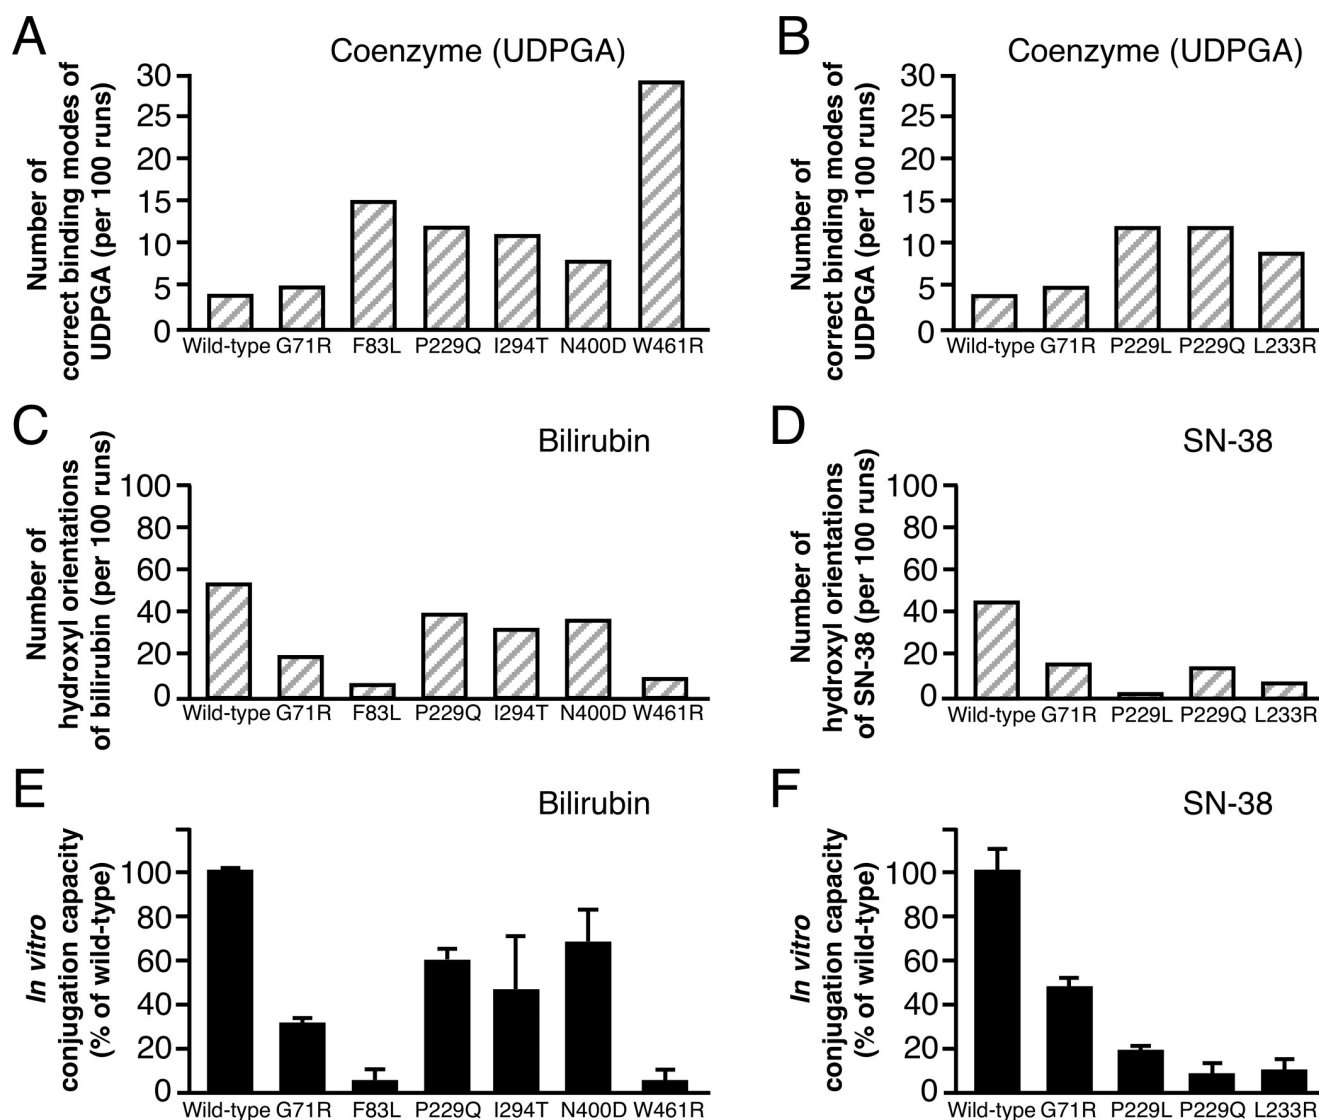 A
Coenzyme (UDPGA)
Number of
correct binding modes of
UDPGA (per 100 runs)
30
25
20
15
10
5
0
Wild-type G71R F83L P229Q I294T N400D W461R
B
Coenzyme (UDPGA)
Number of
correct binding modes of
UDPGA (per 100 runs)
30
25
20
15
10
5
0
Wild-type G71R P229L P229Q L233R
C
Bilirubin
Number of
hydroxyl orientations
of bilirubin (per 100 runs)
100
80
60
40
20
0
Wild-type G71R F83L P229Q I294T N400D W461R
D
SN-38
Number of
hydroxyl orientations
of SN-38 (per 100 runs)
100
80
60
40
20
0
Wild-type G71R P229L P229Q L233R
E
Bilirubin
In vitro
conjugation capacity
(% of wild-type)
100
80
60
40
20
0
Wild-type G71R F83L P229Q I294T N400D W461R
F
SN-38
In vitro
conjugation capacity
(% of wild-type)
100
80
60
40
20
0
Wild-type G71R P229L P229Q L233R